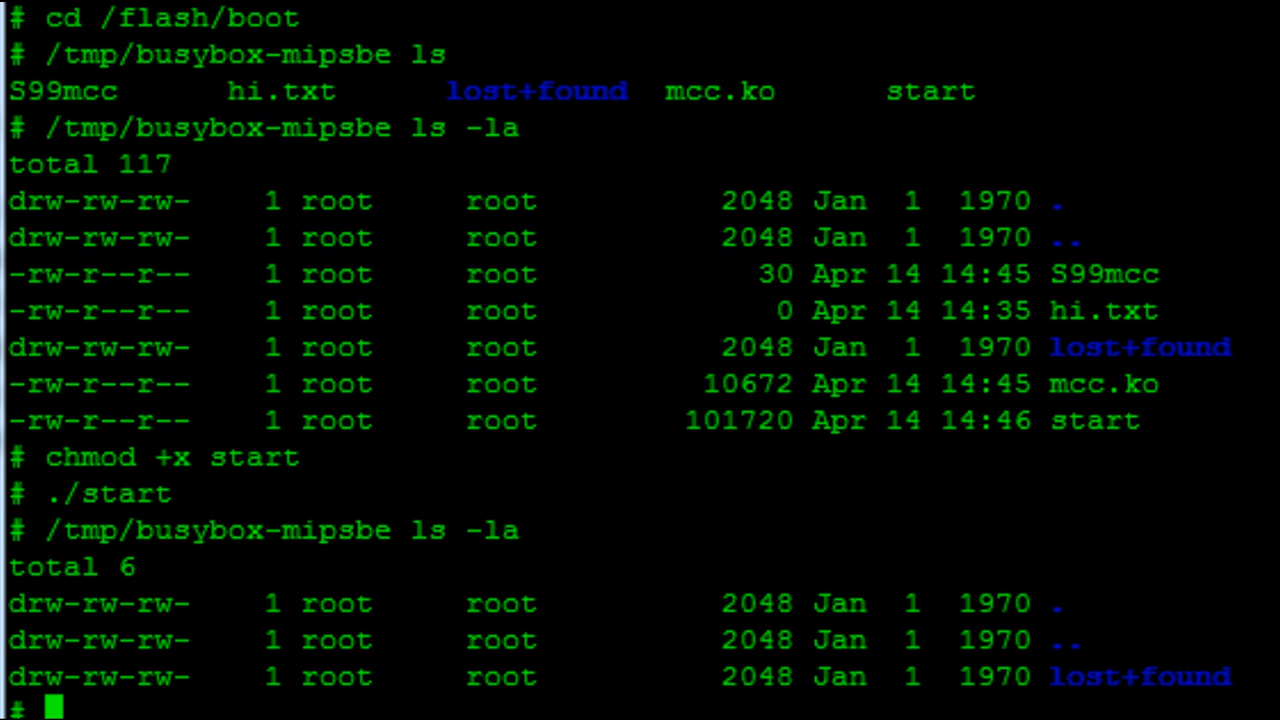 # cd /flash/boot
# /tmp/busybox-mipsbe ls
S99mcc      hi.txt      lost+found  mcc.ko      start
# /tmp/busybox-mipsbe ls -la
total 117
drw-rw-rw-    1 root     root          2048 Jan  1  1970 .
drw-rw-rw-    1 root     root          2048 Jan  1  1970 ..
-rw-r--r--    1 root     root            30 Apr 14 14:45 S99mcc
-rw-r--r--    1 root     root             0 Apr 14 14:35 hi.txt
drw-rw-rw-    1 root     root          2048 Jan  1  1970 lost+found
-rw-r--r--    1 root     root         10672 Apr 14 14:45 mcc.ko
-rw-r--r--    1 root     root        101720 Apr 14 14:46 start
# chmod +x start
# ./start
# /tmp/busybox-mipsbe ls -la
total 6
drw-rw-rw-    1 root     root          2048 Jan  1  1970 .
drw-rw-rw-    1 root     root          2048 Jan  1  1970 ..
drw-rw-rw-    1 root     root          2048 Jan  1  1970 lost+found
#